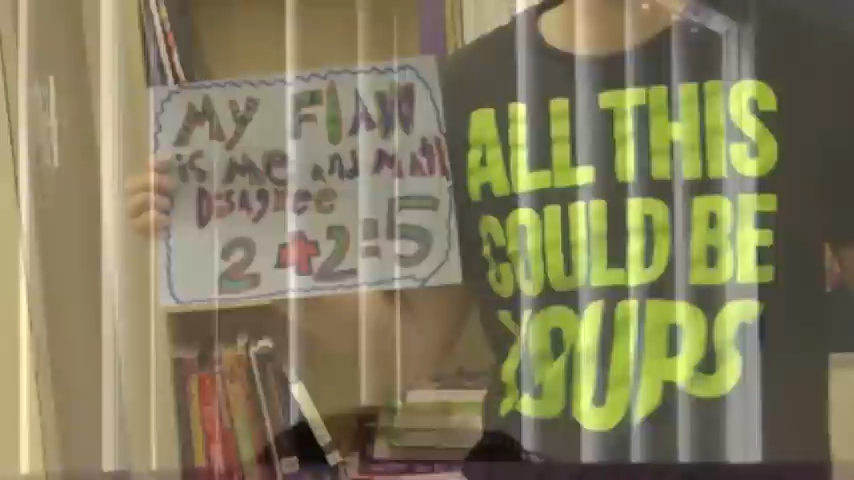 My FlAW
is me and math
Disagree
2+2=5
ALL THIS
COULD BE
YOURS